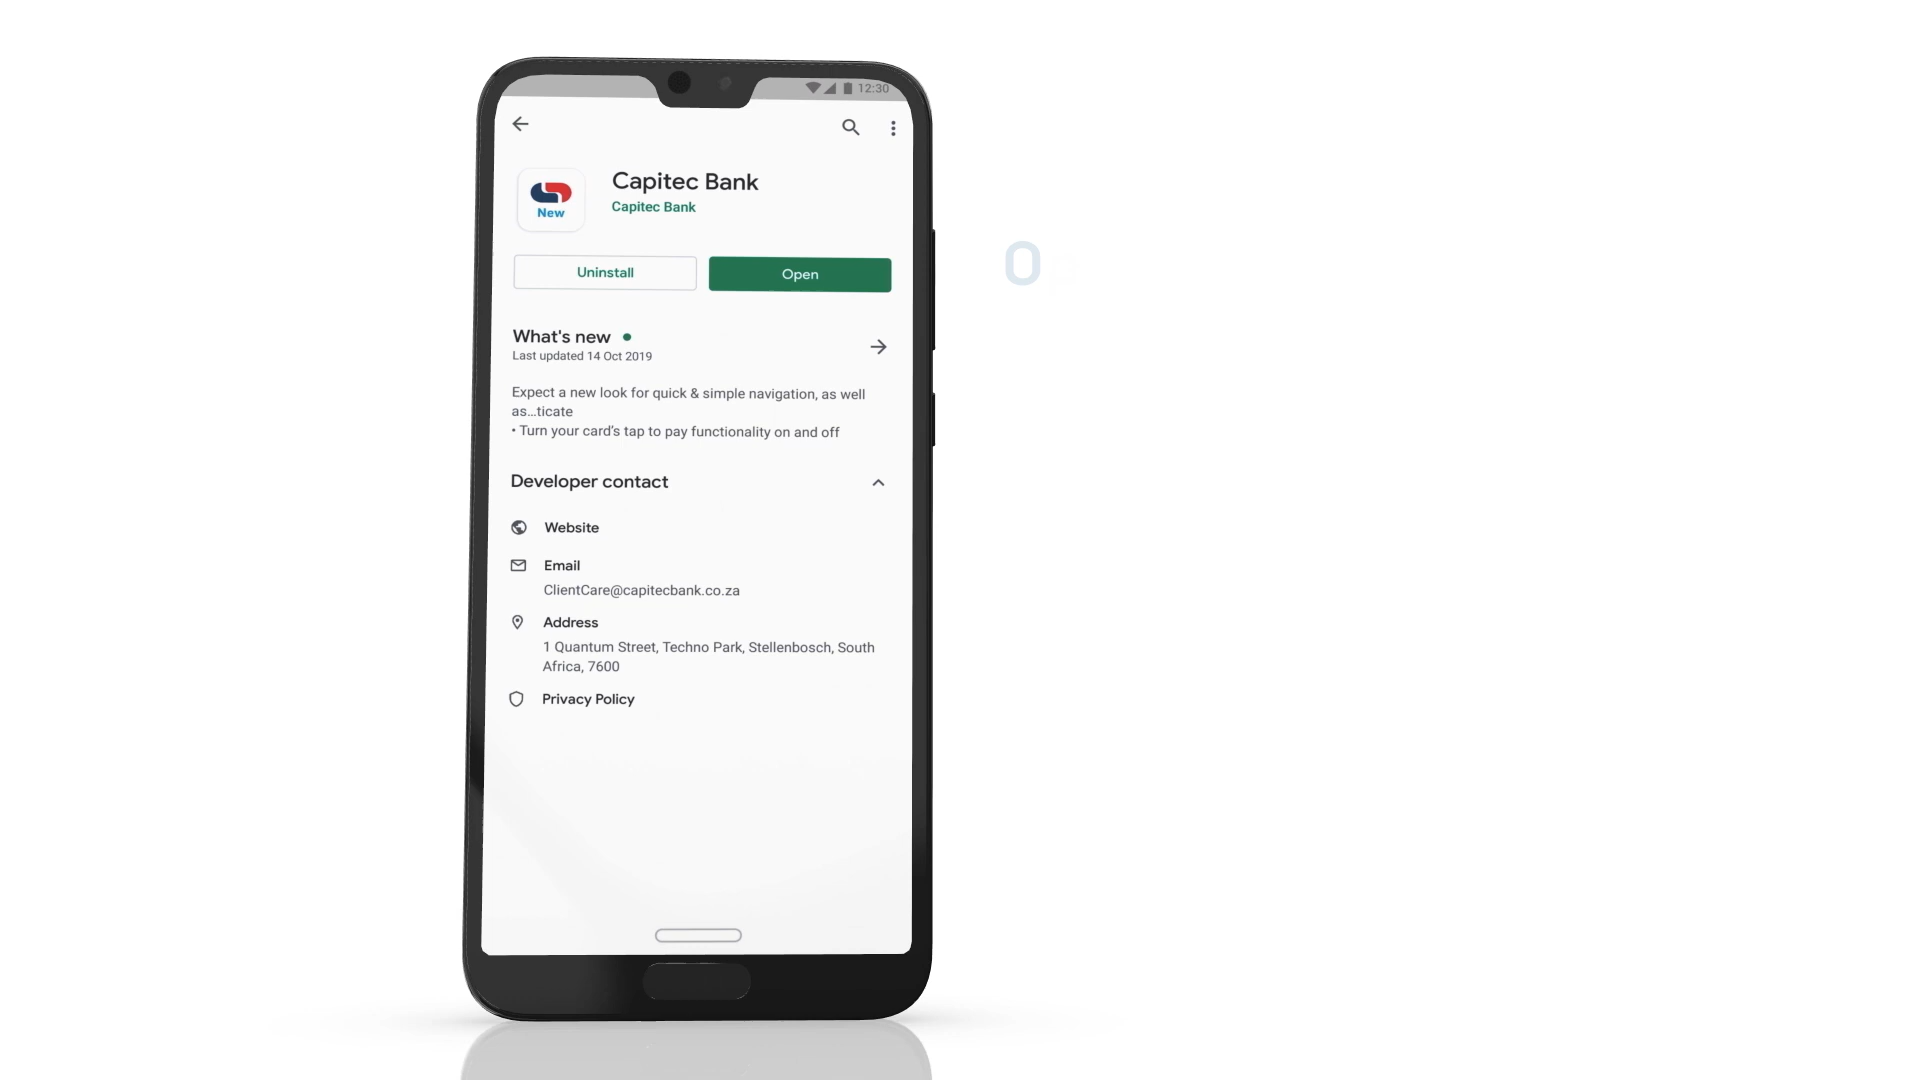 12:30
Capitec Bank
New
Capitec Bank
Uninstall
Open
What's new
Last updated 14 Oct 2019
Expect a new look for quick & simple navigation, as well
as...ticate
• Turn your card's tap to pay functionality on and off
Developer contact
Website
Email
ClientCare@capitecbank.co.za
Address
1 Quantum Street, Techno Park, Stellenbosch, South
Africa, 7600
Privacy Policy
Op